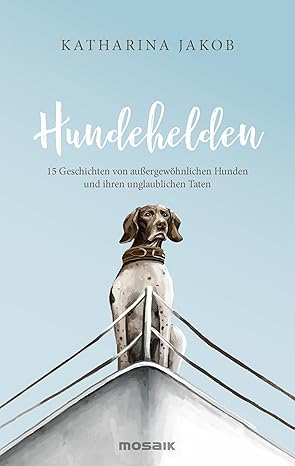 KATHARINA JAKOB
Hundehelden
15 Geschichten von außergewöhnlichen Hunden
und ihren unglaublichen Taten
mosaik